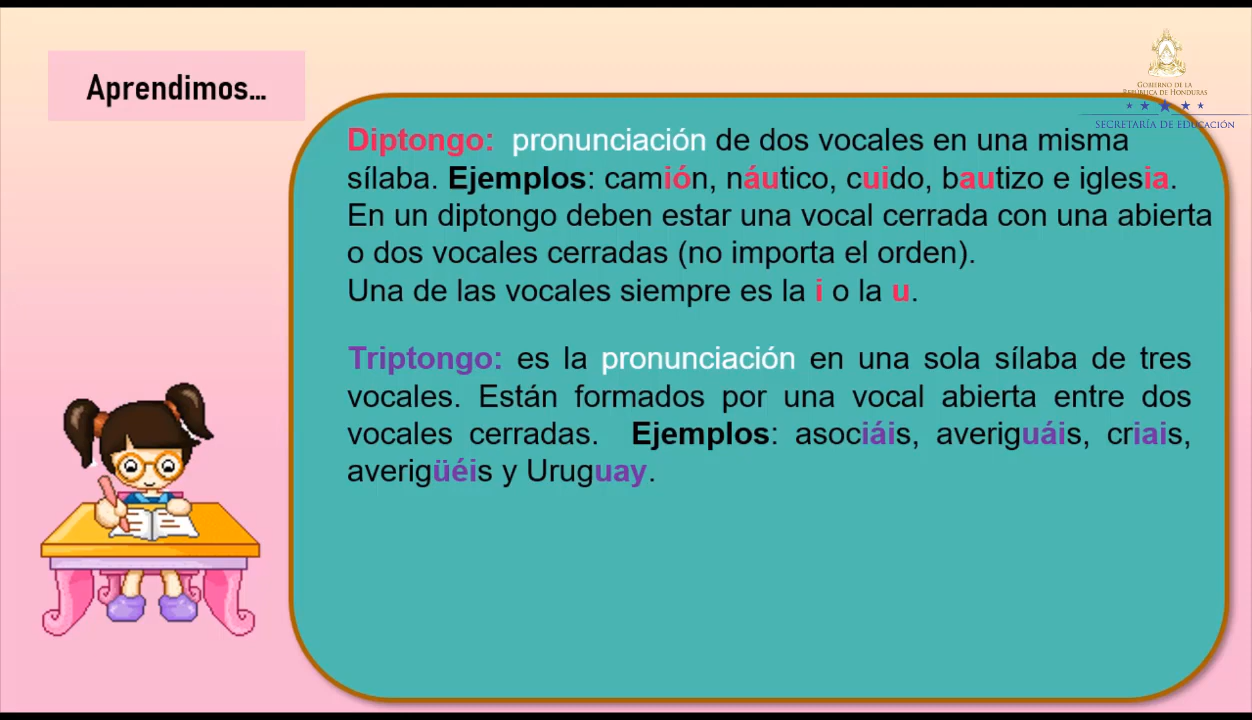 Aprendimos...
GOBIERNO DE LA
REPÚBLICA DE HONDURAS
SECRETARÍA DE EDUCACIÓN
Diptongo: pronunciación de dos vocales en una misma
sílaba. Ejemplos: camión, náutico, cuido, bautizo e iglesia.
En un diptongo deben estar una vocal cerrada con una abierta
o dos vocales cerradas (no importa el orden).
Una de las vocales siempre es la i o la u.
Triptongo: es la pronunciación en una sola sílaba de tres
vocales. Están formados por una vocal abierta entre dos
vocales cerradas. Ejemplos: asociáis, averiguáis, criais,
averigüéis y Uruguay.